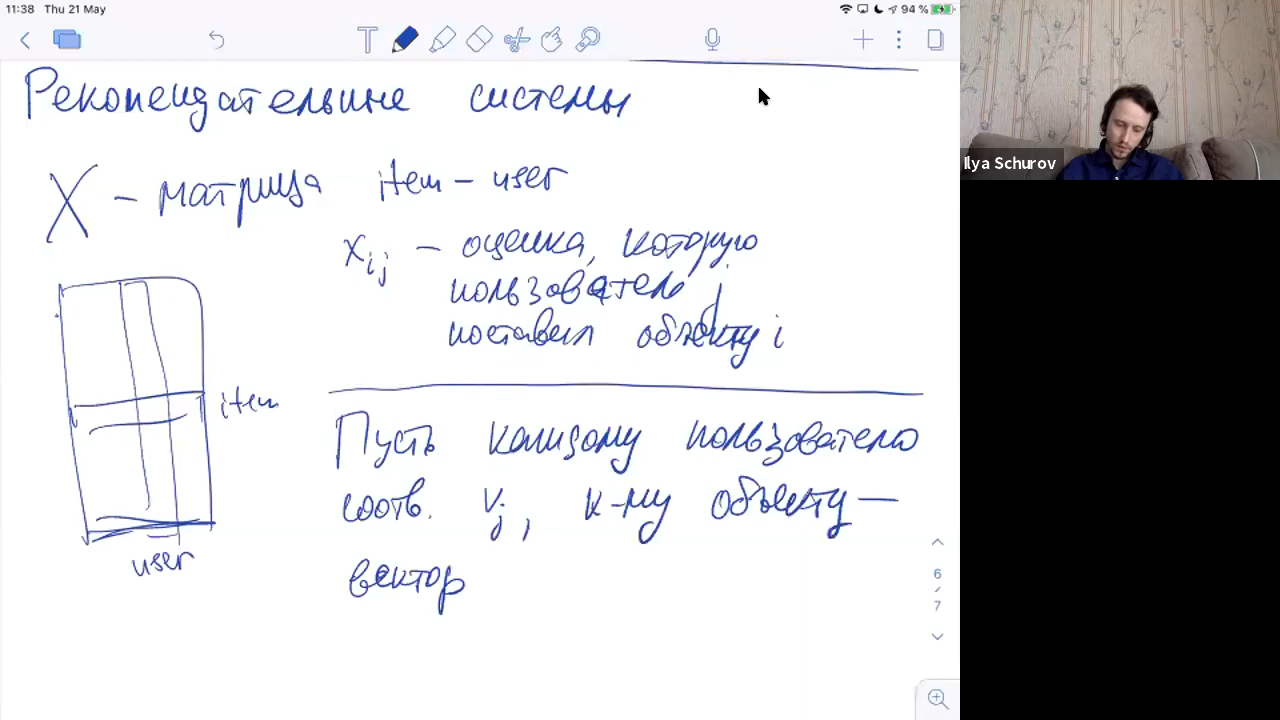 11:38 Thu 21 May
94 %
T
Рекомендательные системы
X – матрица item – user
x_ij – оценка, которую
пользователь j
поставил объекту i
item
user
Пусть каждому пользователю
соотв. v_j, к-му объекту —
вектор
6
/
7
Ilya Schurov